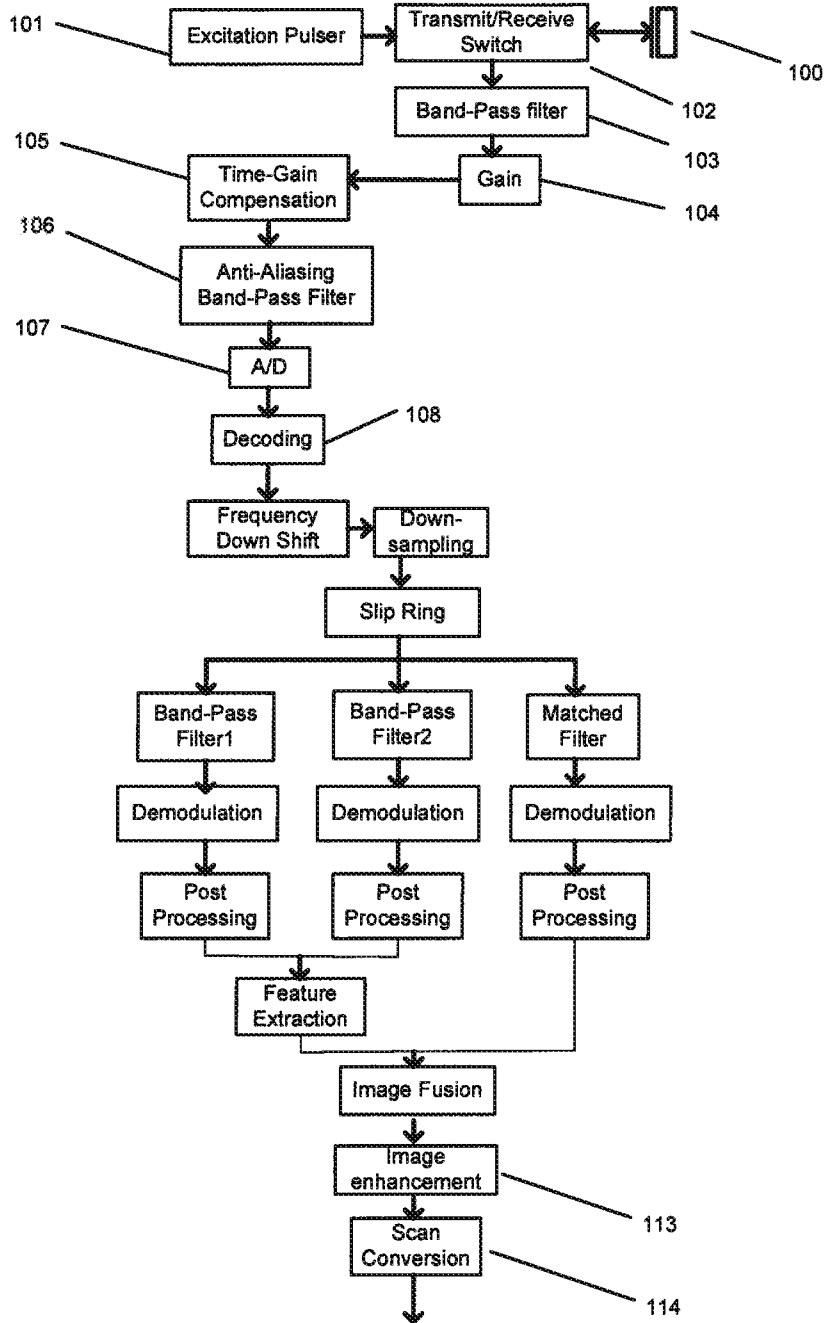 101
Excitation Pulser
Transmit/Receive
Switch
100
102
Band-Pass filter
103
105
Time-Gain
Compensation
Gain
104
106
Anti-Aliasing
Band-Pass Filter
107
A/D
108
Decoding
Frequency
Down Shift
Down-
sampling
Slip Ring
Band-Pass
Filter1
Band-Pass
Filter2
Matched
Filter
Demodulation
Demodulation
Demodulation
Post
Processing
Post
Processing
Post
Processing
Feature
Extraction
Image Fusion
Image
enhancement
113
Scan
Conversion
114